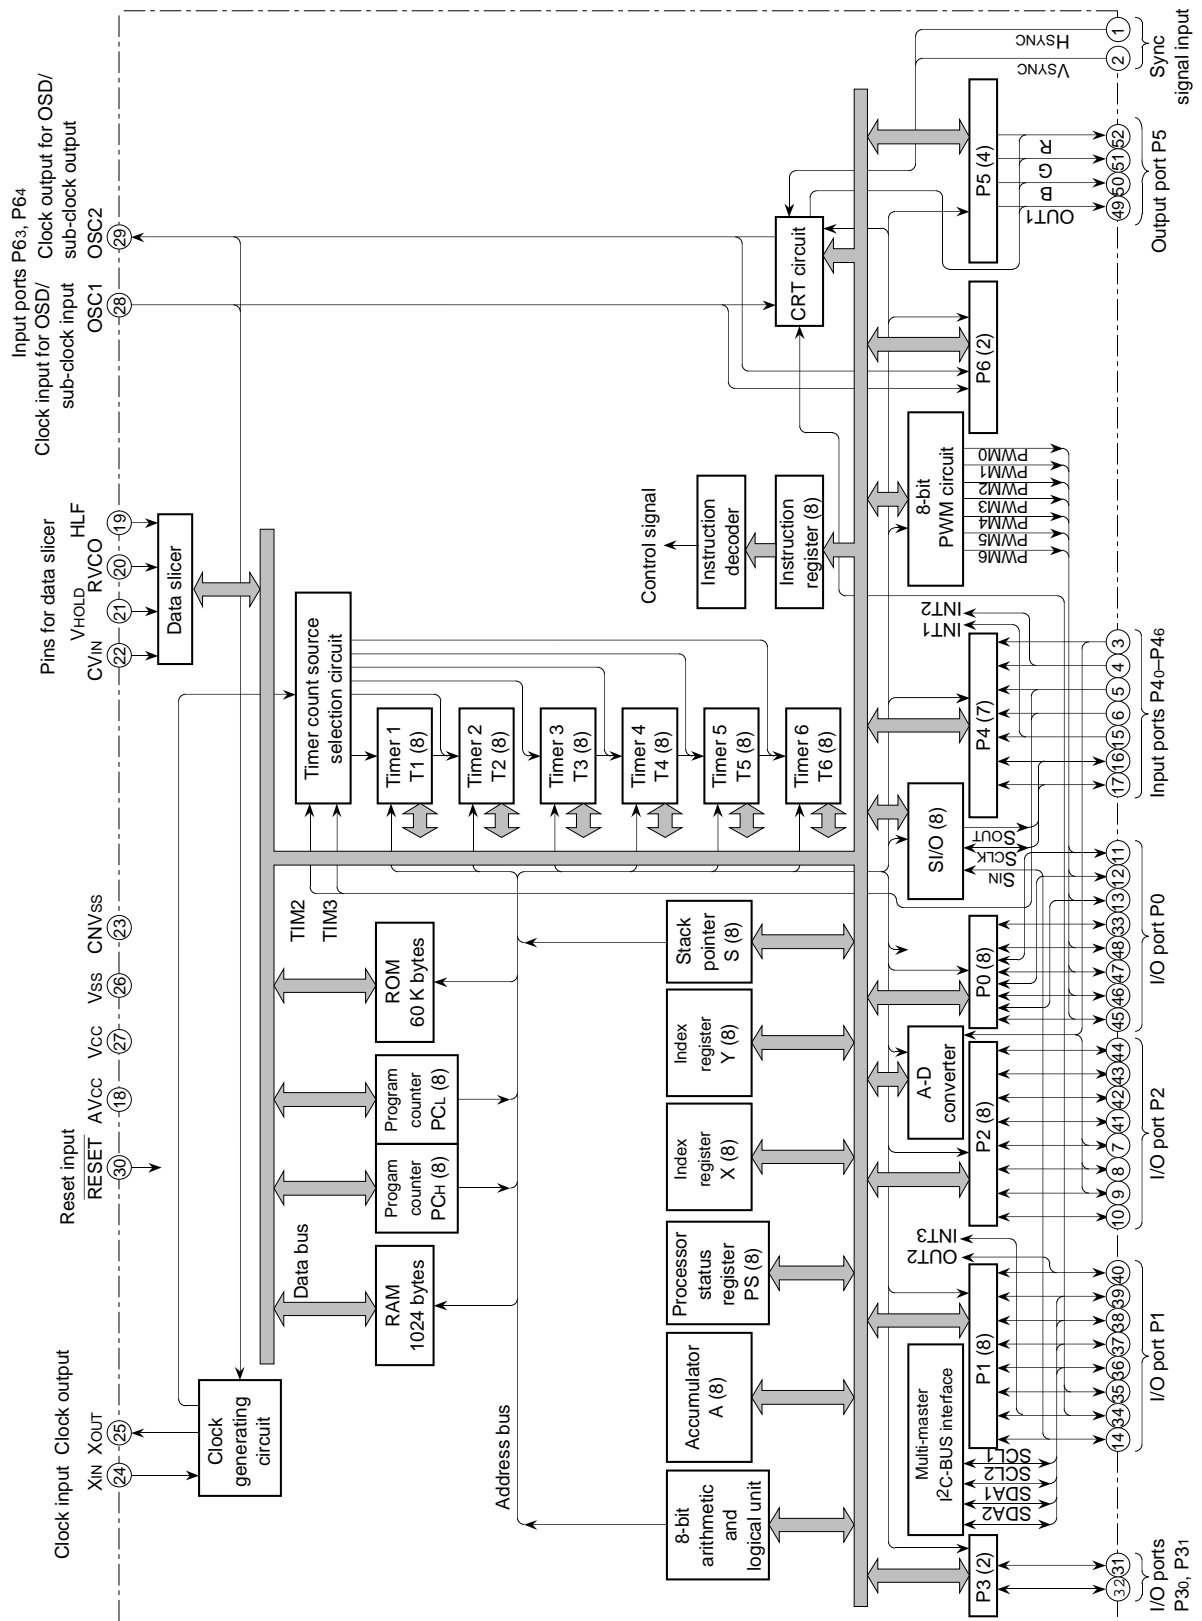 Input ports P63, P64
Clock input for OSD/
sub-clock input
Clock output for OSD/
sub-clock output
OSC1
OSC2
28
29
Pins for data slicer
CVIN
VHOLD
RVCO
HLF
22
21
20
19
Data slicer
CNVSS
23
VSS
26
VCC
27
AVCC
18
Reset input
RESET
30
Clock input
Clock output
XIN
XOUT
24
25
Clock
generating
circuit
Data bus
Timer count source
selection circuit
TIM2
TIM3
Timer 1
T1 (8)
Timer 2
T2 (8)
Timer 3
T3 (8)
Timer 4
T4 (8)
Timer 5
T5 (8)
Timer 6
T6 (8)
RAM
1024 bytes
Progam
counter
PCH (8)
Program
counter
PCL (8)
ROM
60 K bytes
Address bus
8-bit
arithmetic
and
logical unit
Accumulator
A (8)
Processor
status
register
PS (8)
Index
register
X (8)
Index
register
Y (8)
Stack
pointer
S (8)
Control signal
Instruction
decoder
Instruction
register (8)
CRT circuit
Multi-master
I2C-BUS interface
A-D
converter
SI/O (8)
8-bit
PWM circuit
P3 (2)
P1 (8)
P2 (8)
P0 (8)
P4 (7)
P6 (2)
P5 (4)
SDA2
SDA1
SCL2
SCL1
OUT2
INT3
SIN
SCLK
SOUT
INT1
INT2
PWM6
PWM5
PWM4
PWM3
PWM2
PWM1
PWM0
OUT1
B
G
R
VSYNC
HSYNC
32
31
14
34
35
36
37
38
39
40
10
9
8
7
41
42
43
44
45
46
47
48
33
13
12
11
17
16
15
6
5
4
3
49
50
51
52
2
1
I/O ports
P30, P31
I/O port P1
I/O port P2
I/O port P0
Input ports P40–P46
Output port P5
Sync
signal input